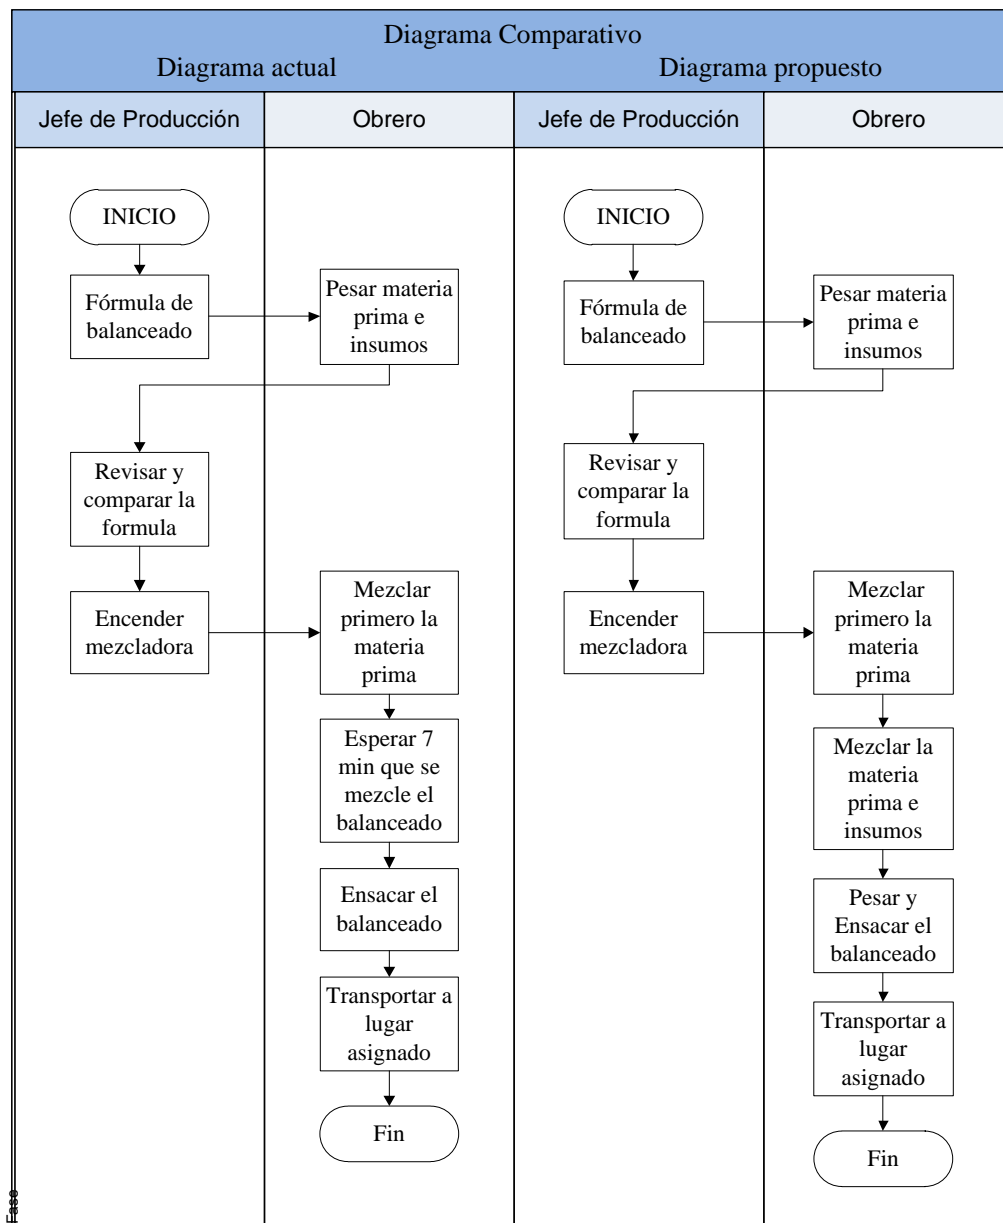 Diagrama Comparativo
Diagrama actual
Diagrama propuesto
Jefe de Producción
Obrero
Jefe de Producción
Obrero
INICIO
Fórmula de
balanceado
Pesar materia
prima e
insumos
Revisar y
comparar la
formula
Encender
mezcladora
Mezclar
primero la
materia
prima
Esperar 7
min que se
mezcle el
balanceado
Ensacar el
balanceado
Transportar a
lugar
asignado
Fin
INICIO
Fórmula de
balanceado
Pesar materia
prima e
insumos
Revisar y
comparar la
formula
Encender
mezcladora
Mezclar
primero la
materia
prima
Mezclar la
materia
prima e
insumos
Pesar y
Ensacar el
balanceado
Transportar a
lugar
asignado
Fin
Fase